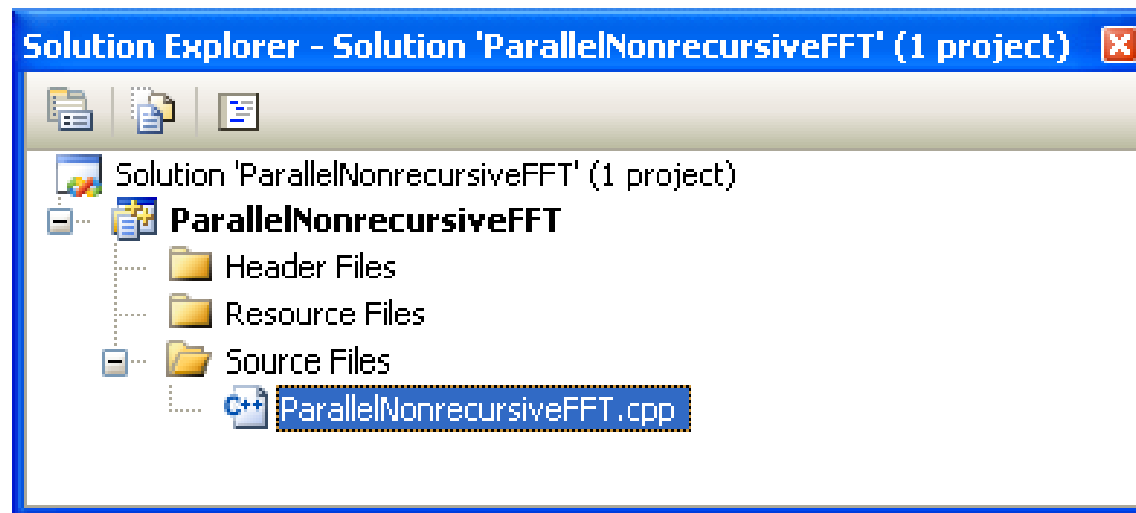 Solution Explorer - Solution 'ParallelNonrecursiveFFT' (1 project)
Solution 'ParallelNonrecursiveFFT' (1 project)
ParallelNonrecursiveFFT
Header Files
Resource Files
Source Files
C++ ParallelNonrecursiveFFT.cpp